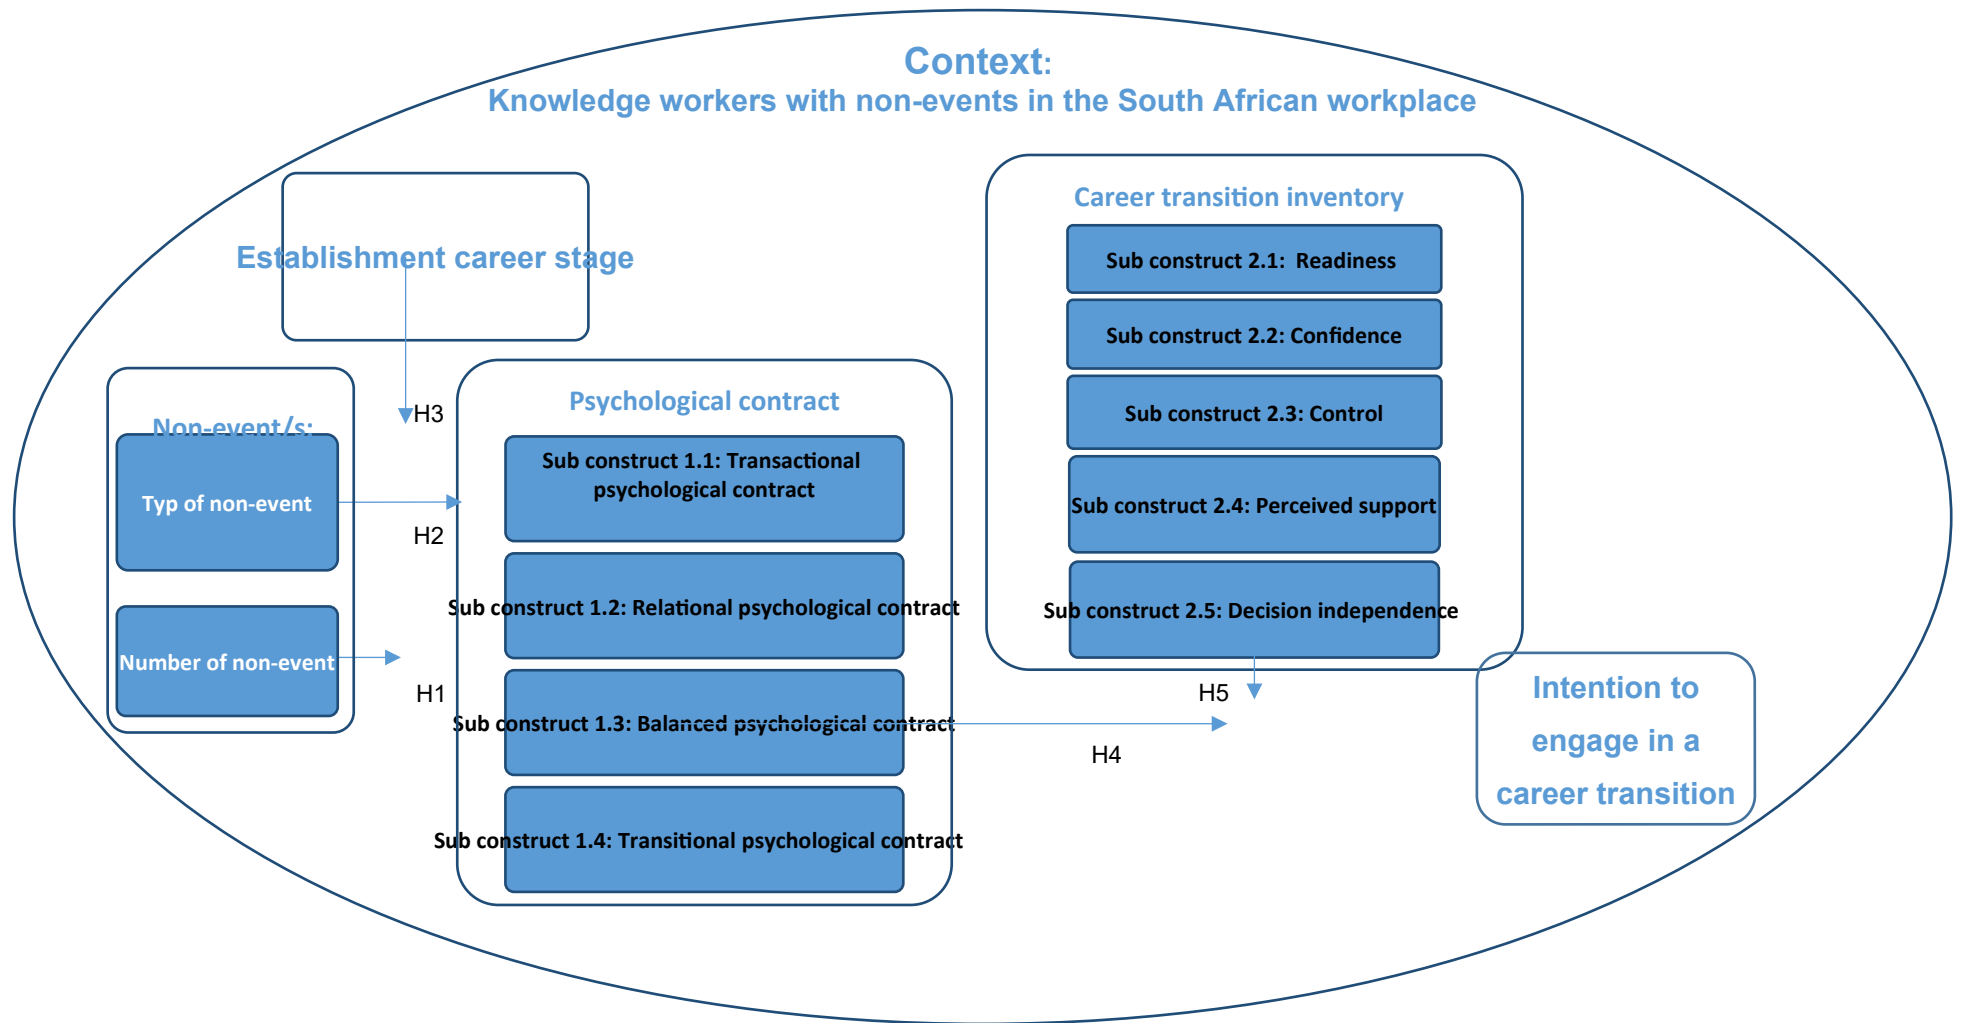 Context:
Knowledge workers with non-events in the South African workplace
Establishment career stage
H3
Non-event/s:
Typ of non-event
H2
Number of non-event
H1
Psychological contract
Sub construct 1.1: Transactional
psychological contract
Sub construct 1.2: Relational psychological contract
Sub construct 1.3: Balanced psychological contract
Sub construct 1.4: Transitional psychological contract
H4
Career transition inventory
Sub construct 2.1:  Readiness
Sub construct 2.2: Confidence
Sub construct 2.3: Control
Sub construct 2.4: Perceived support
Sub construct 2.5: Decision independence
H5
Intention to
engage in a
career transition